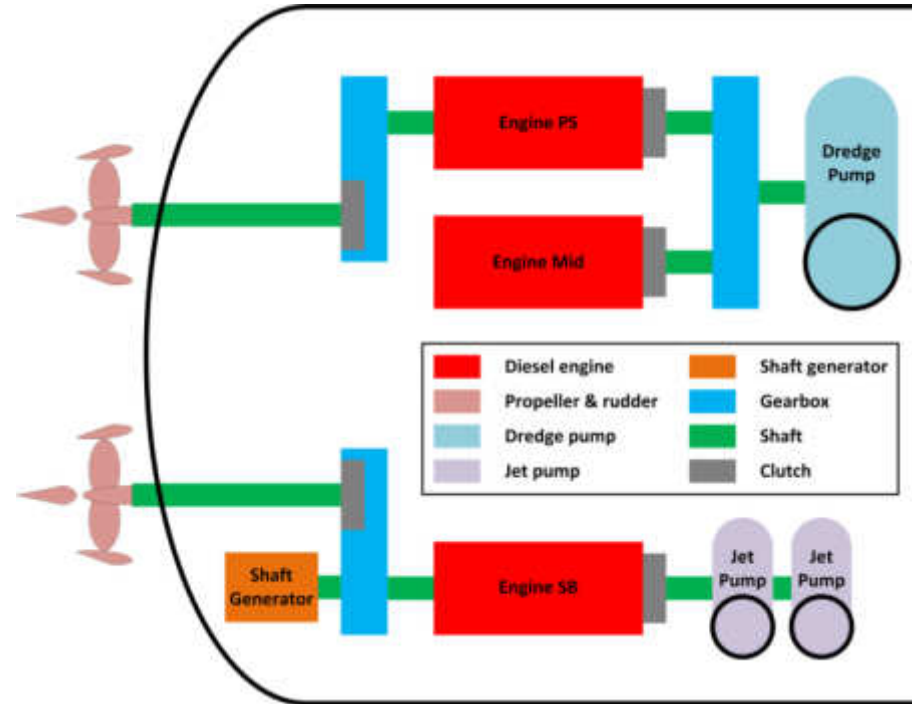 Engine PS
Dredge
Pump
Engine Mid
Diesel engine
Shaft generator
Propeller & rudder
Gearbox
Dredge pump
Shaft
Jet pump
Clutch
Shaft
Generator
Engine SB
Jet
Pump
Jet
Pump